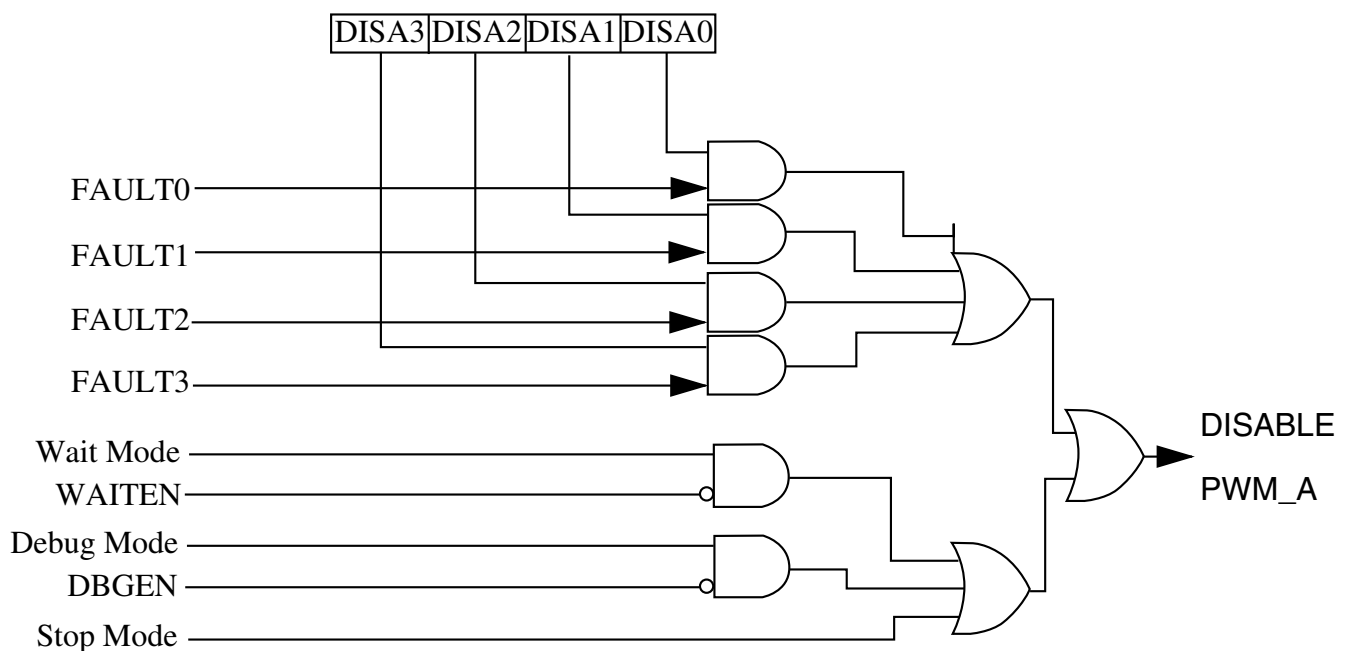 DISA3 DISA2 DISA1 DISA0
FAULT0
FAULT1
FAULT2
FAULT3
Wait Mode
WAITEN
Debug Mode
DBGEN
Stop Mode
DISABLE
PWM_A